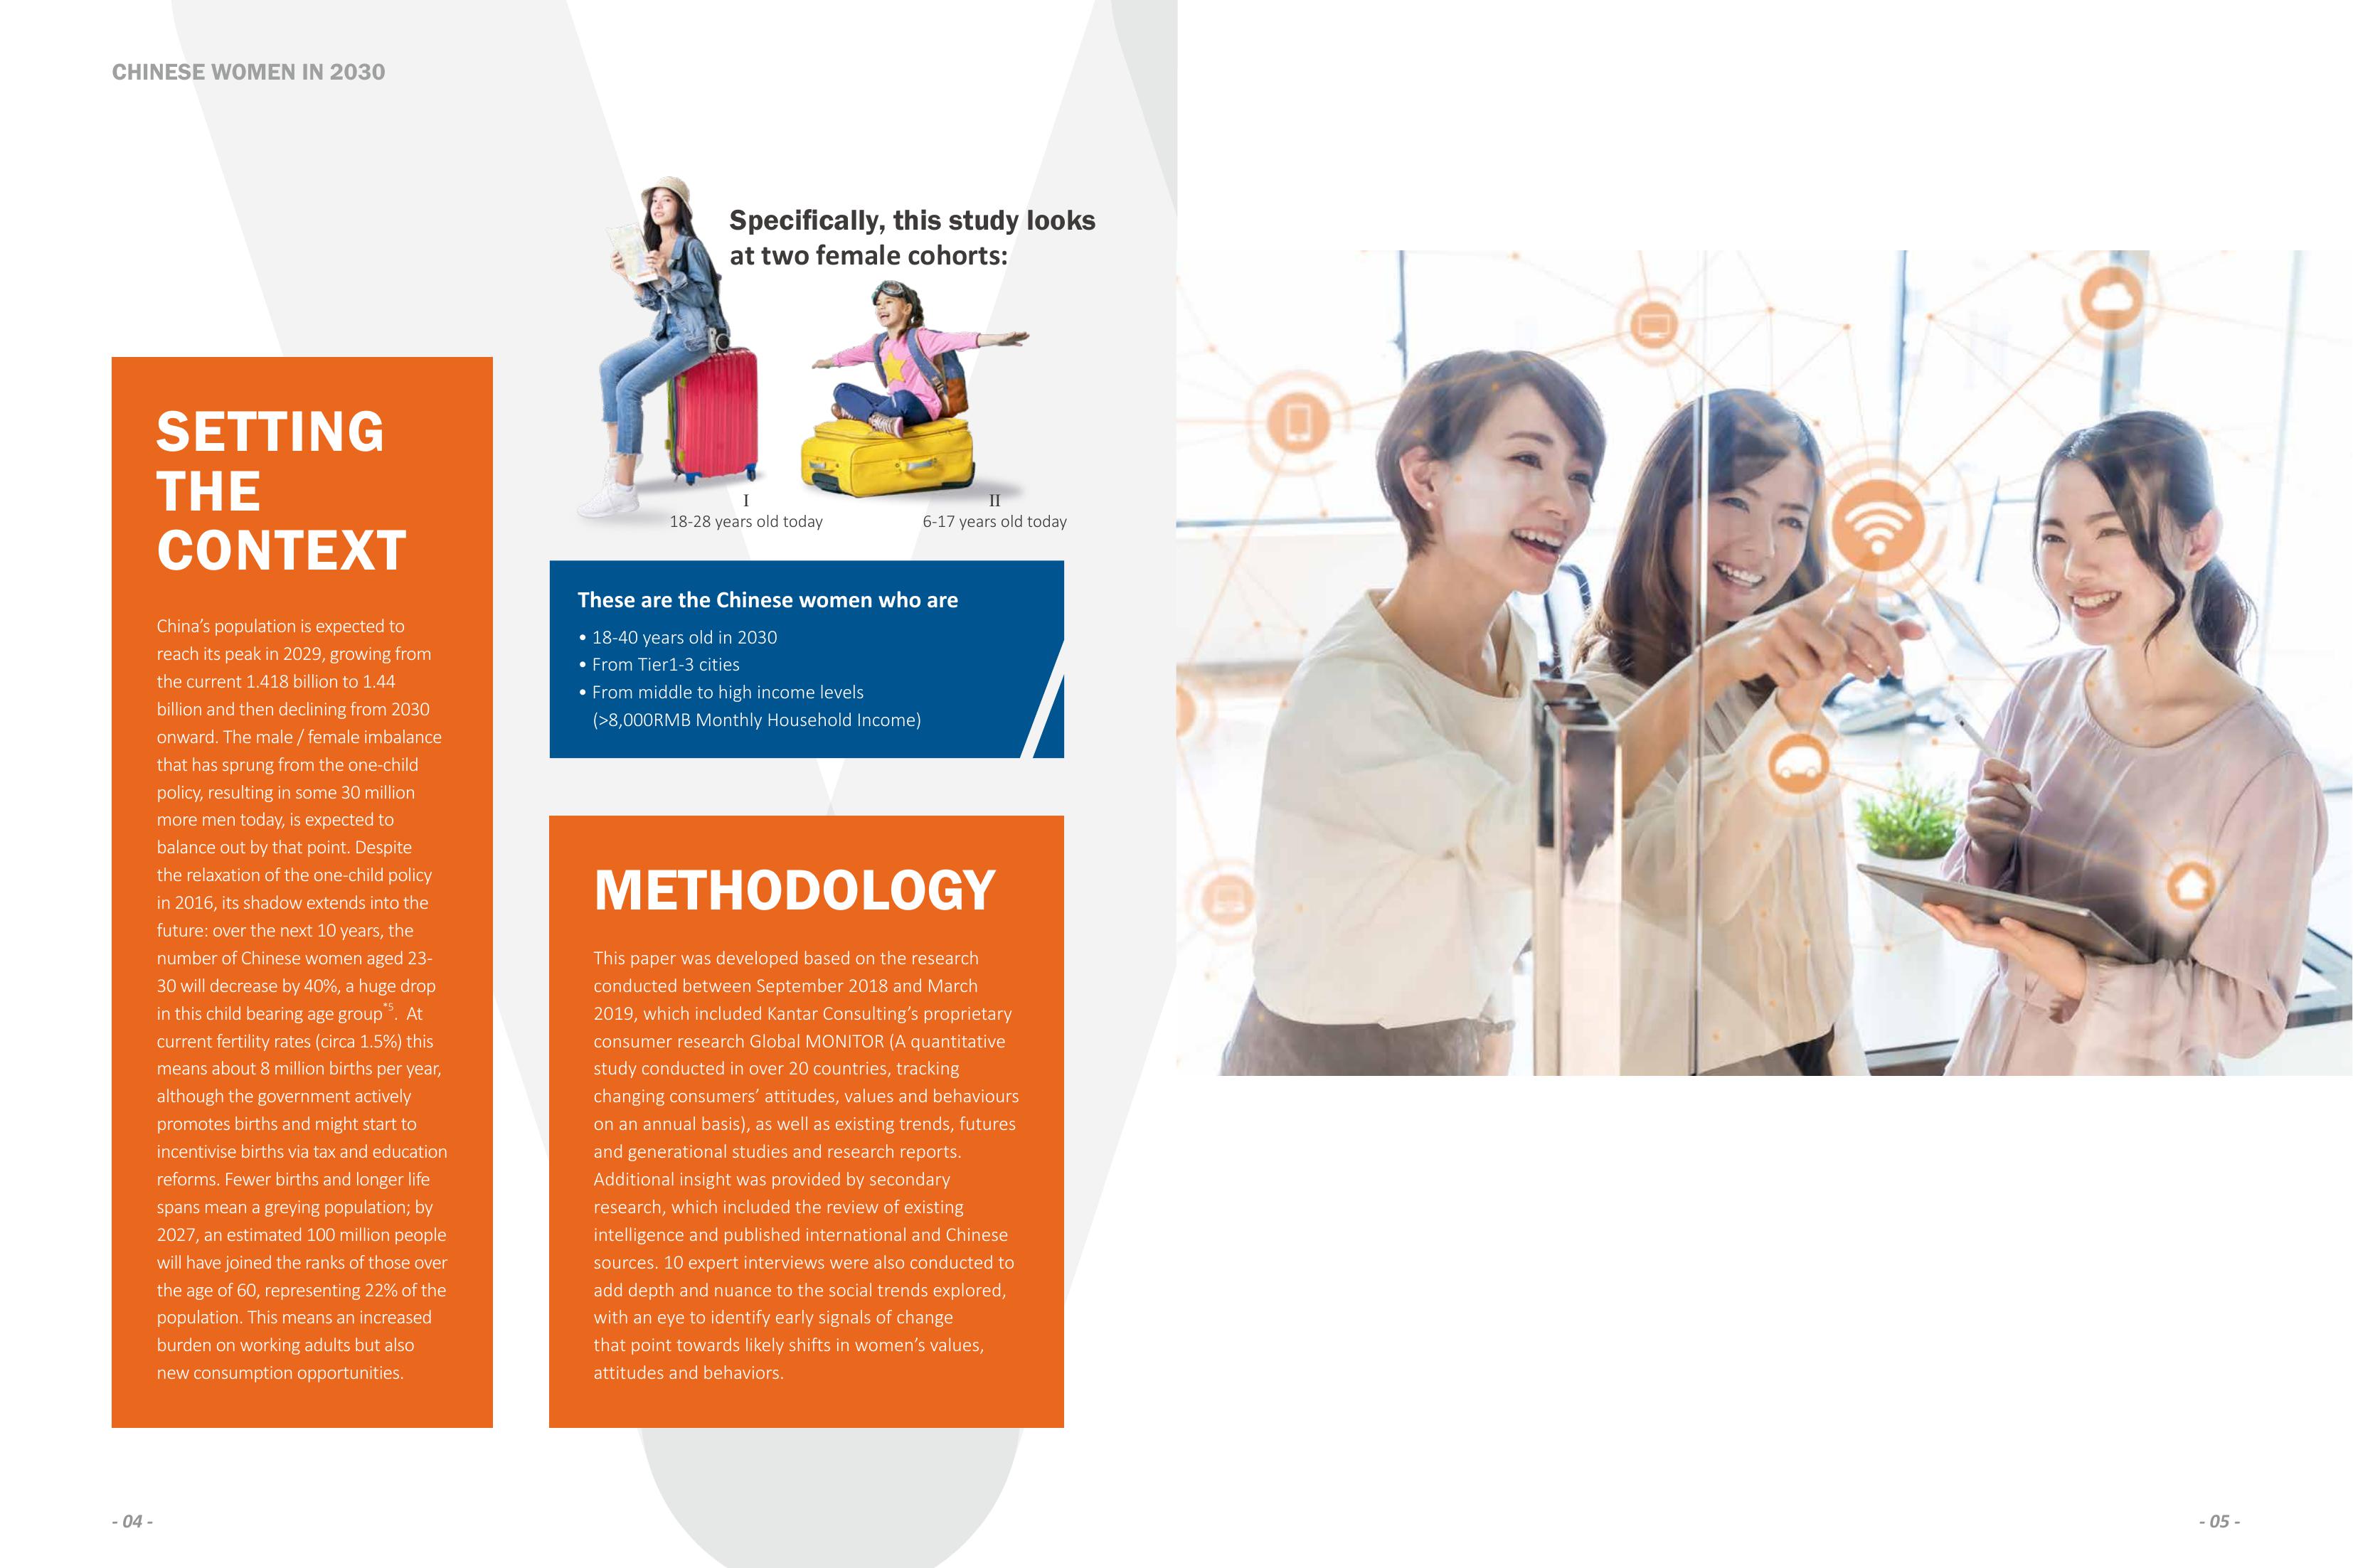 CHINESE WOMEN IN 2030
SETTING
THE
CONTEXT
China’s population is expected to
reach its peak in 2029, growing from
the current 1.418 billion to 1.44
billion and then declining from 2030
onward. The male / female imbalance
that has sprung from the one-child
policy, resulting in some 30 million
more men today, is expected to
balance out by that point. Despite
the relaxation of the one-child policy
in 2016, its shadow extends into the
future: over the next 10 years, the
number of Chinese women aged 23-
30 will decrease by 40%, a huge drop
in this child bearing age group*5. At
current fertility rates (circa 1.5%) this
means about 8 million births per year,
although the government actively
promotes births and might start to
incentivise births via tax and education
reforms. Fewer births and longer life
spans mean a greying population; by
2027, an estimated 100 million people
will have joined the ranks of those over
the age of 60, representing 22% of the
population. This means an increased
burden on working adults but also
new consumption opportunities.
Specifically, this study looks
at two female cohorts:
I
18-28 years old today
II
6-17 years old today
These are the Chinese women who are
• 18-40 years old in 2030
• From Tier1-3 cities
• From middle to high income levels
(>8,000RMB Monthly Household Income)
METHODOLOGY
This paper was developed based on the research
conducted between September 2018 and March
2019, which included Kantar Consulting’s proprietary
consumer research Global MONITOR (A quantitative
study conducted in over 20 countries, tracking
changing consumers’ attitudes, values and behaviours
on an annual basis), as well as existing trends, futures
and generational studies and research reports.
Additional insight was provided by secondary
research, which included the review of existing
intelligence and published international and Chinese
sources. 10 expert interviews were also conducted to
add depth and nuance to the social trends explored,
with an eye to identify early signals of change
that point towards likely shifts in women’s values,
attitudes and behaviors.
- 04 -
- 05 -